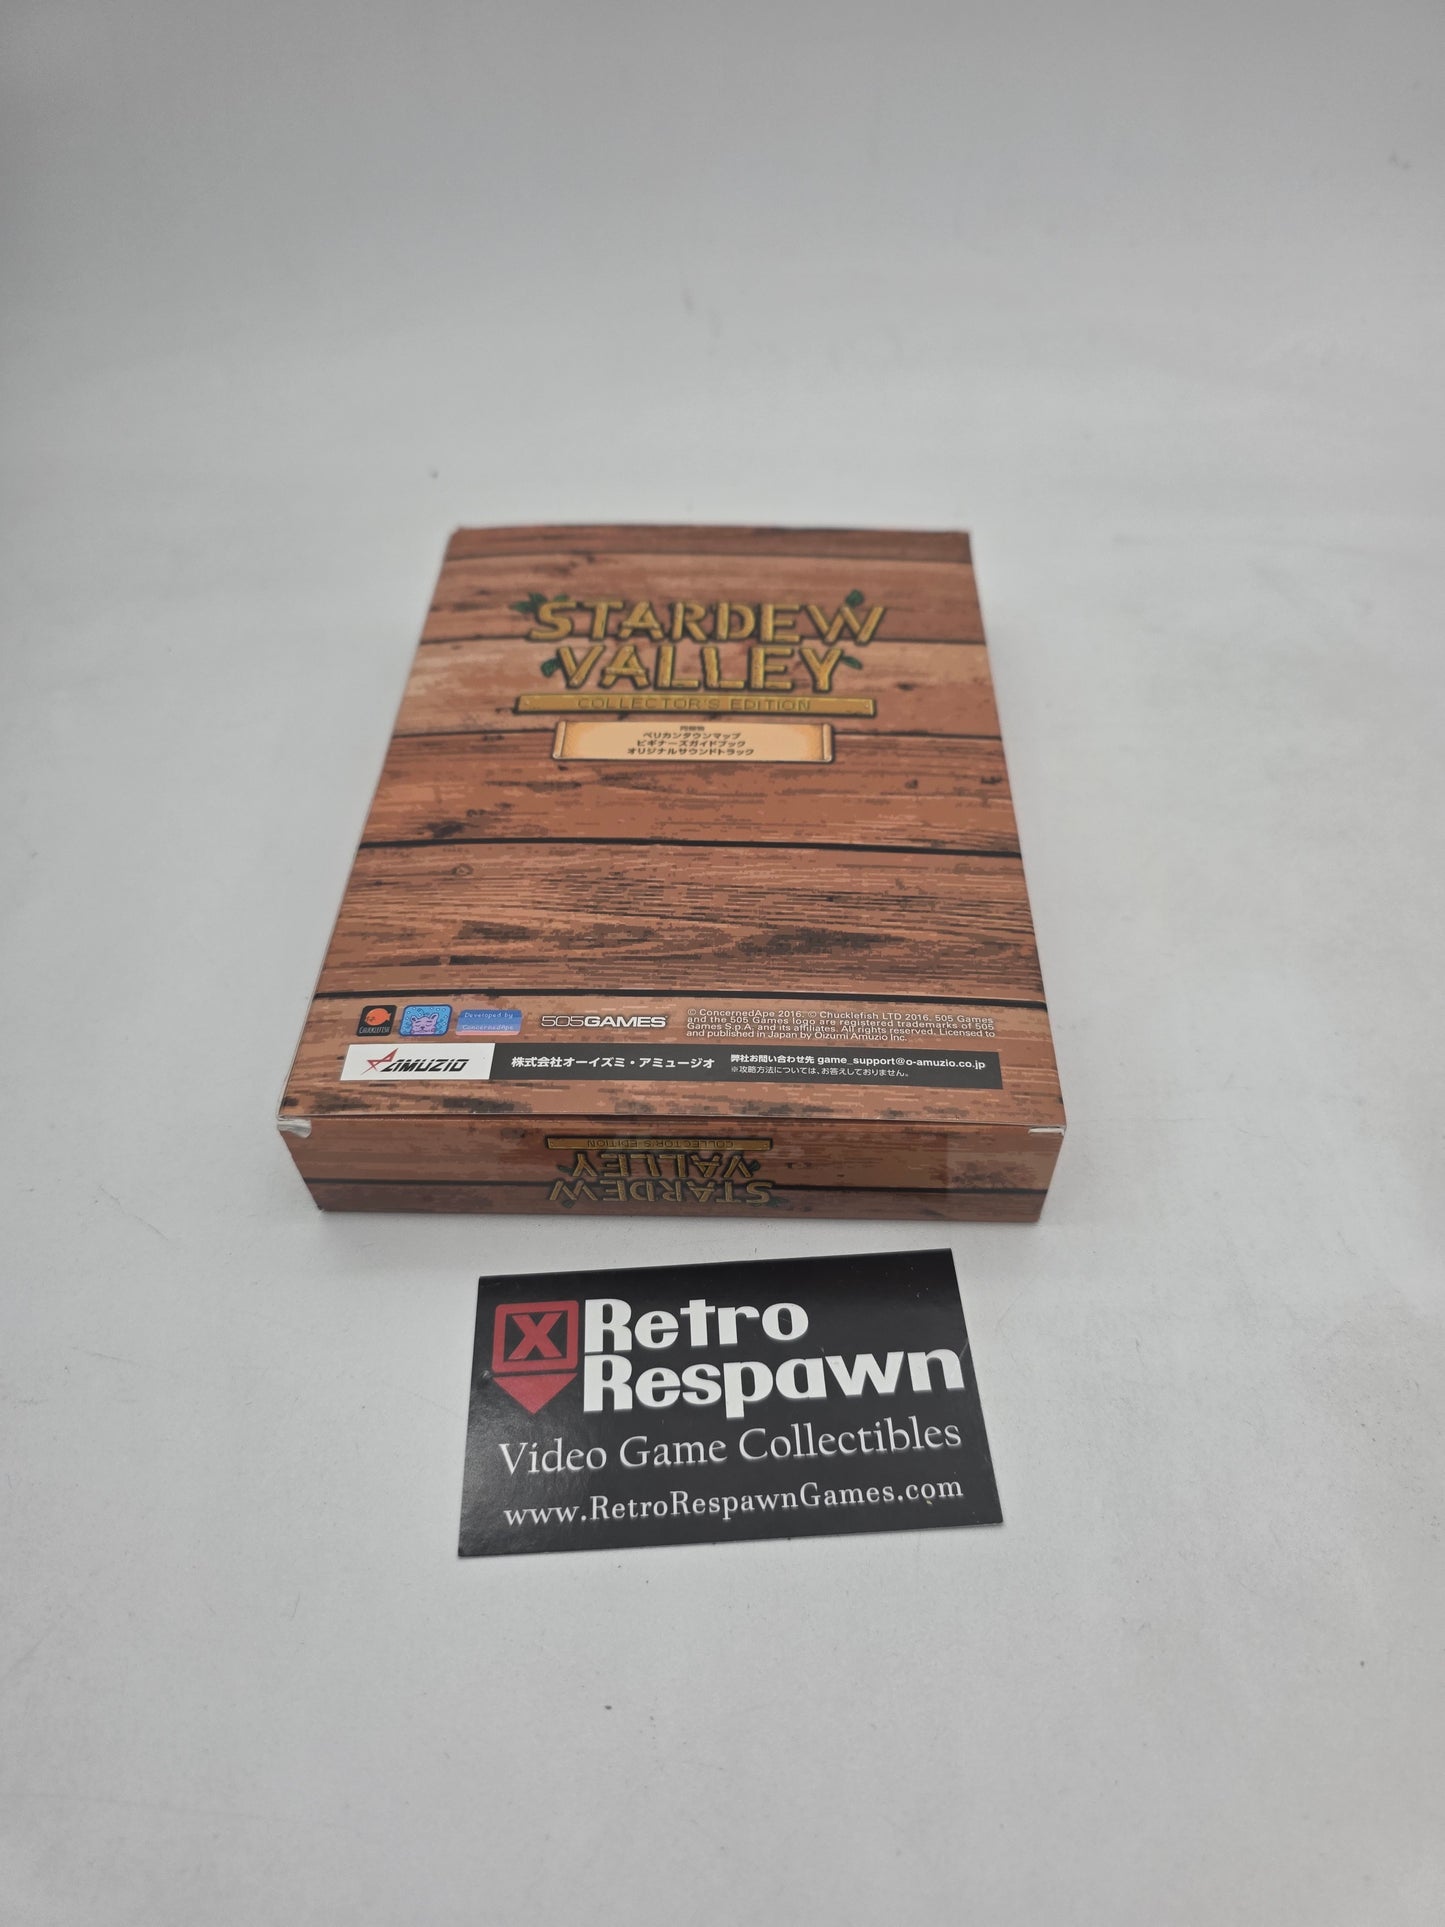 STARDEW
VALLEY
COLLECTOR'S EDITION
同梱物
ペリカンタウンマップ
ビギナーズガイドブック
オリジナルサウンドトラック
CHUCKLEFISH
Developed by
ConcernedApe
505GAMES
© ConcernedApe 2016. © Chucklefish LTD 2016. 505 Games
and the 505 Games logo are registered trademarks of 505
Games S.p.A, and its affiliates. All rights reserved. Licensed to
and published in Japan by Oizumi Amuzio Inc.
AMUZIO
株式会社オーイズミ・アミュージオ
弊社お問い合わせ先 game_support@o-amuzio.co.jp
※攻略方法については、お答えしておりません。
COLLECTOR'S EDITION
VALLEY
STARDEW
X Retro
Respawn
Video Game Collectibles
www.RetroRespawnGames.com